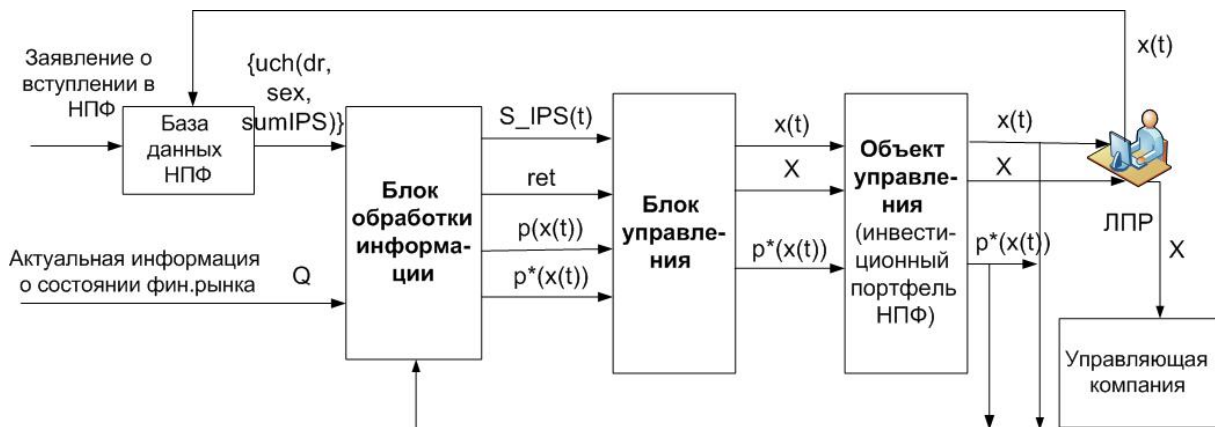 Заявление о
вступлении в
НПФ
{uch(dr,
sex,
sumIPS)}
База
данных
НПФ
Актуальная информация
о состоянии фин.рынка
Q
Блок
обработки
информа-
ции
S_IPS(t)
ret
p(x(t))
p*(x(t))
Блок
управле-
ния
x(t)
X
p*(x(t))
Объект
управле-
ния
(инвести-
ционный
портфель
НПФ)
x(t)
X
p*(x(t))
x(t)
ЛПР
X
Управляющая
компания